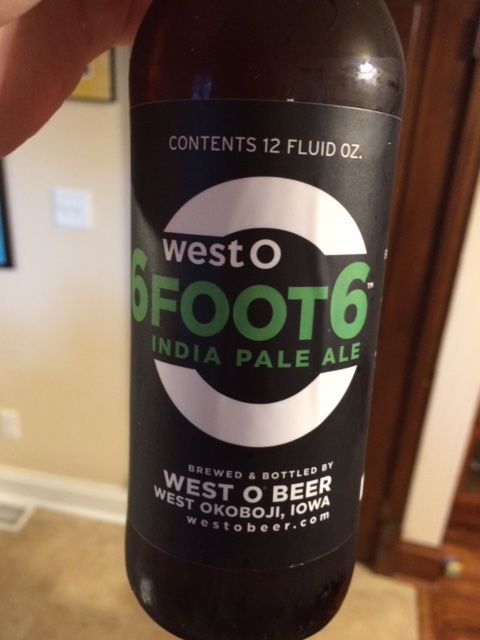 CONTENTS 12 FLUID OZ.
west O
6FOOT6™
INDIA PALE ALE
BREWED & BOTTLED BY
WEST O BEER
WEST OKOBOJI, IOWA
westobeer.com